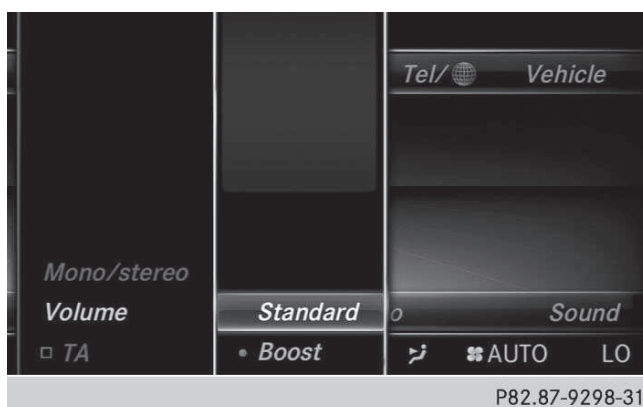 Tel/ Vehicle
Mono/stereo
Volume Standard o Sound
TA • Boost AUTO LO
P82.87-9298-31